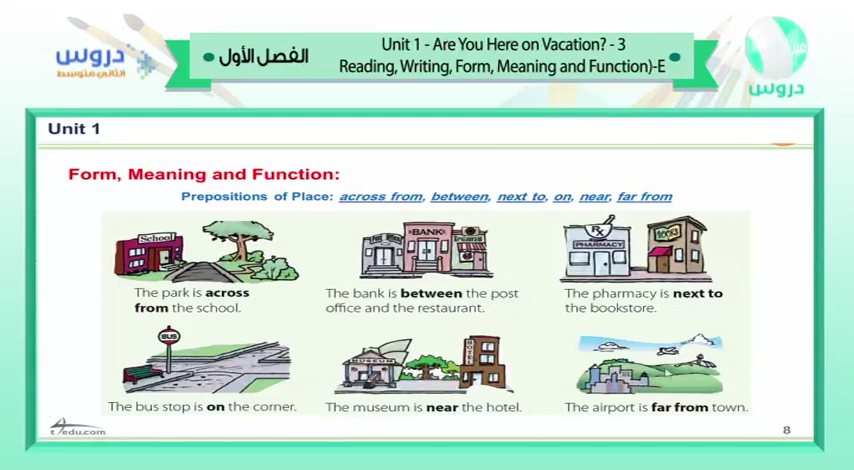 دروس
الثاني متوسط
الفصل الأول
Unit 1 - Are You Here on Vacation? - 3
Reading, Writing, Form, Meaning and Function)-E
دروس
Unit 1
Form, Meaning and Function:
Prepositions of Place: across from, between, next to, on, near, far from
School
BANK
Rx
PHARMACY
BOOKS
The park is across
from the school.
The bank is between the post
office and the restaurant.
The pharmacy is next to
the bookstore.
BUS
MUSEUM
HOTEL
The bus stop is on the corner.
The museum is near the hotel.
The airport is far from town.
8